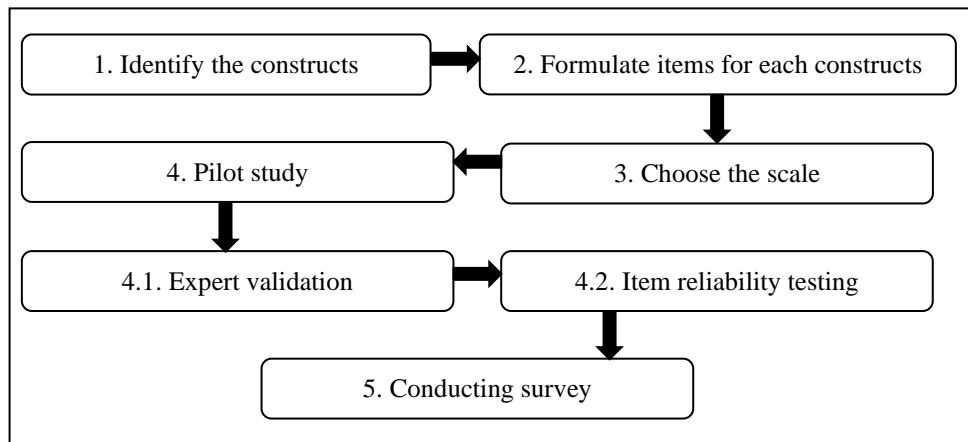 1. Identify the constructs
2. Formulate items for each constructs
3. Choose the scale
4. Pilot study
4.1. Expert validation
4.2. Item reliability testing
5. Conducting survey